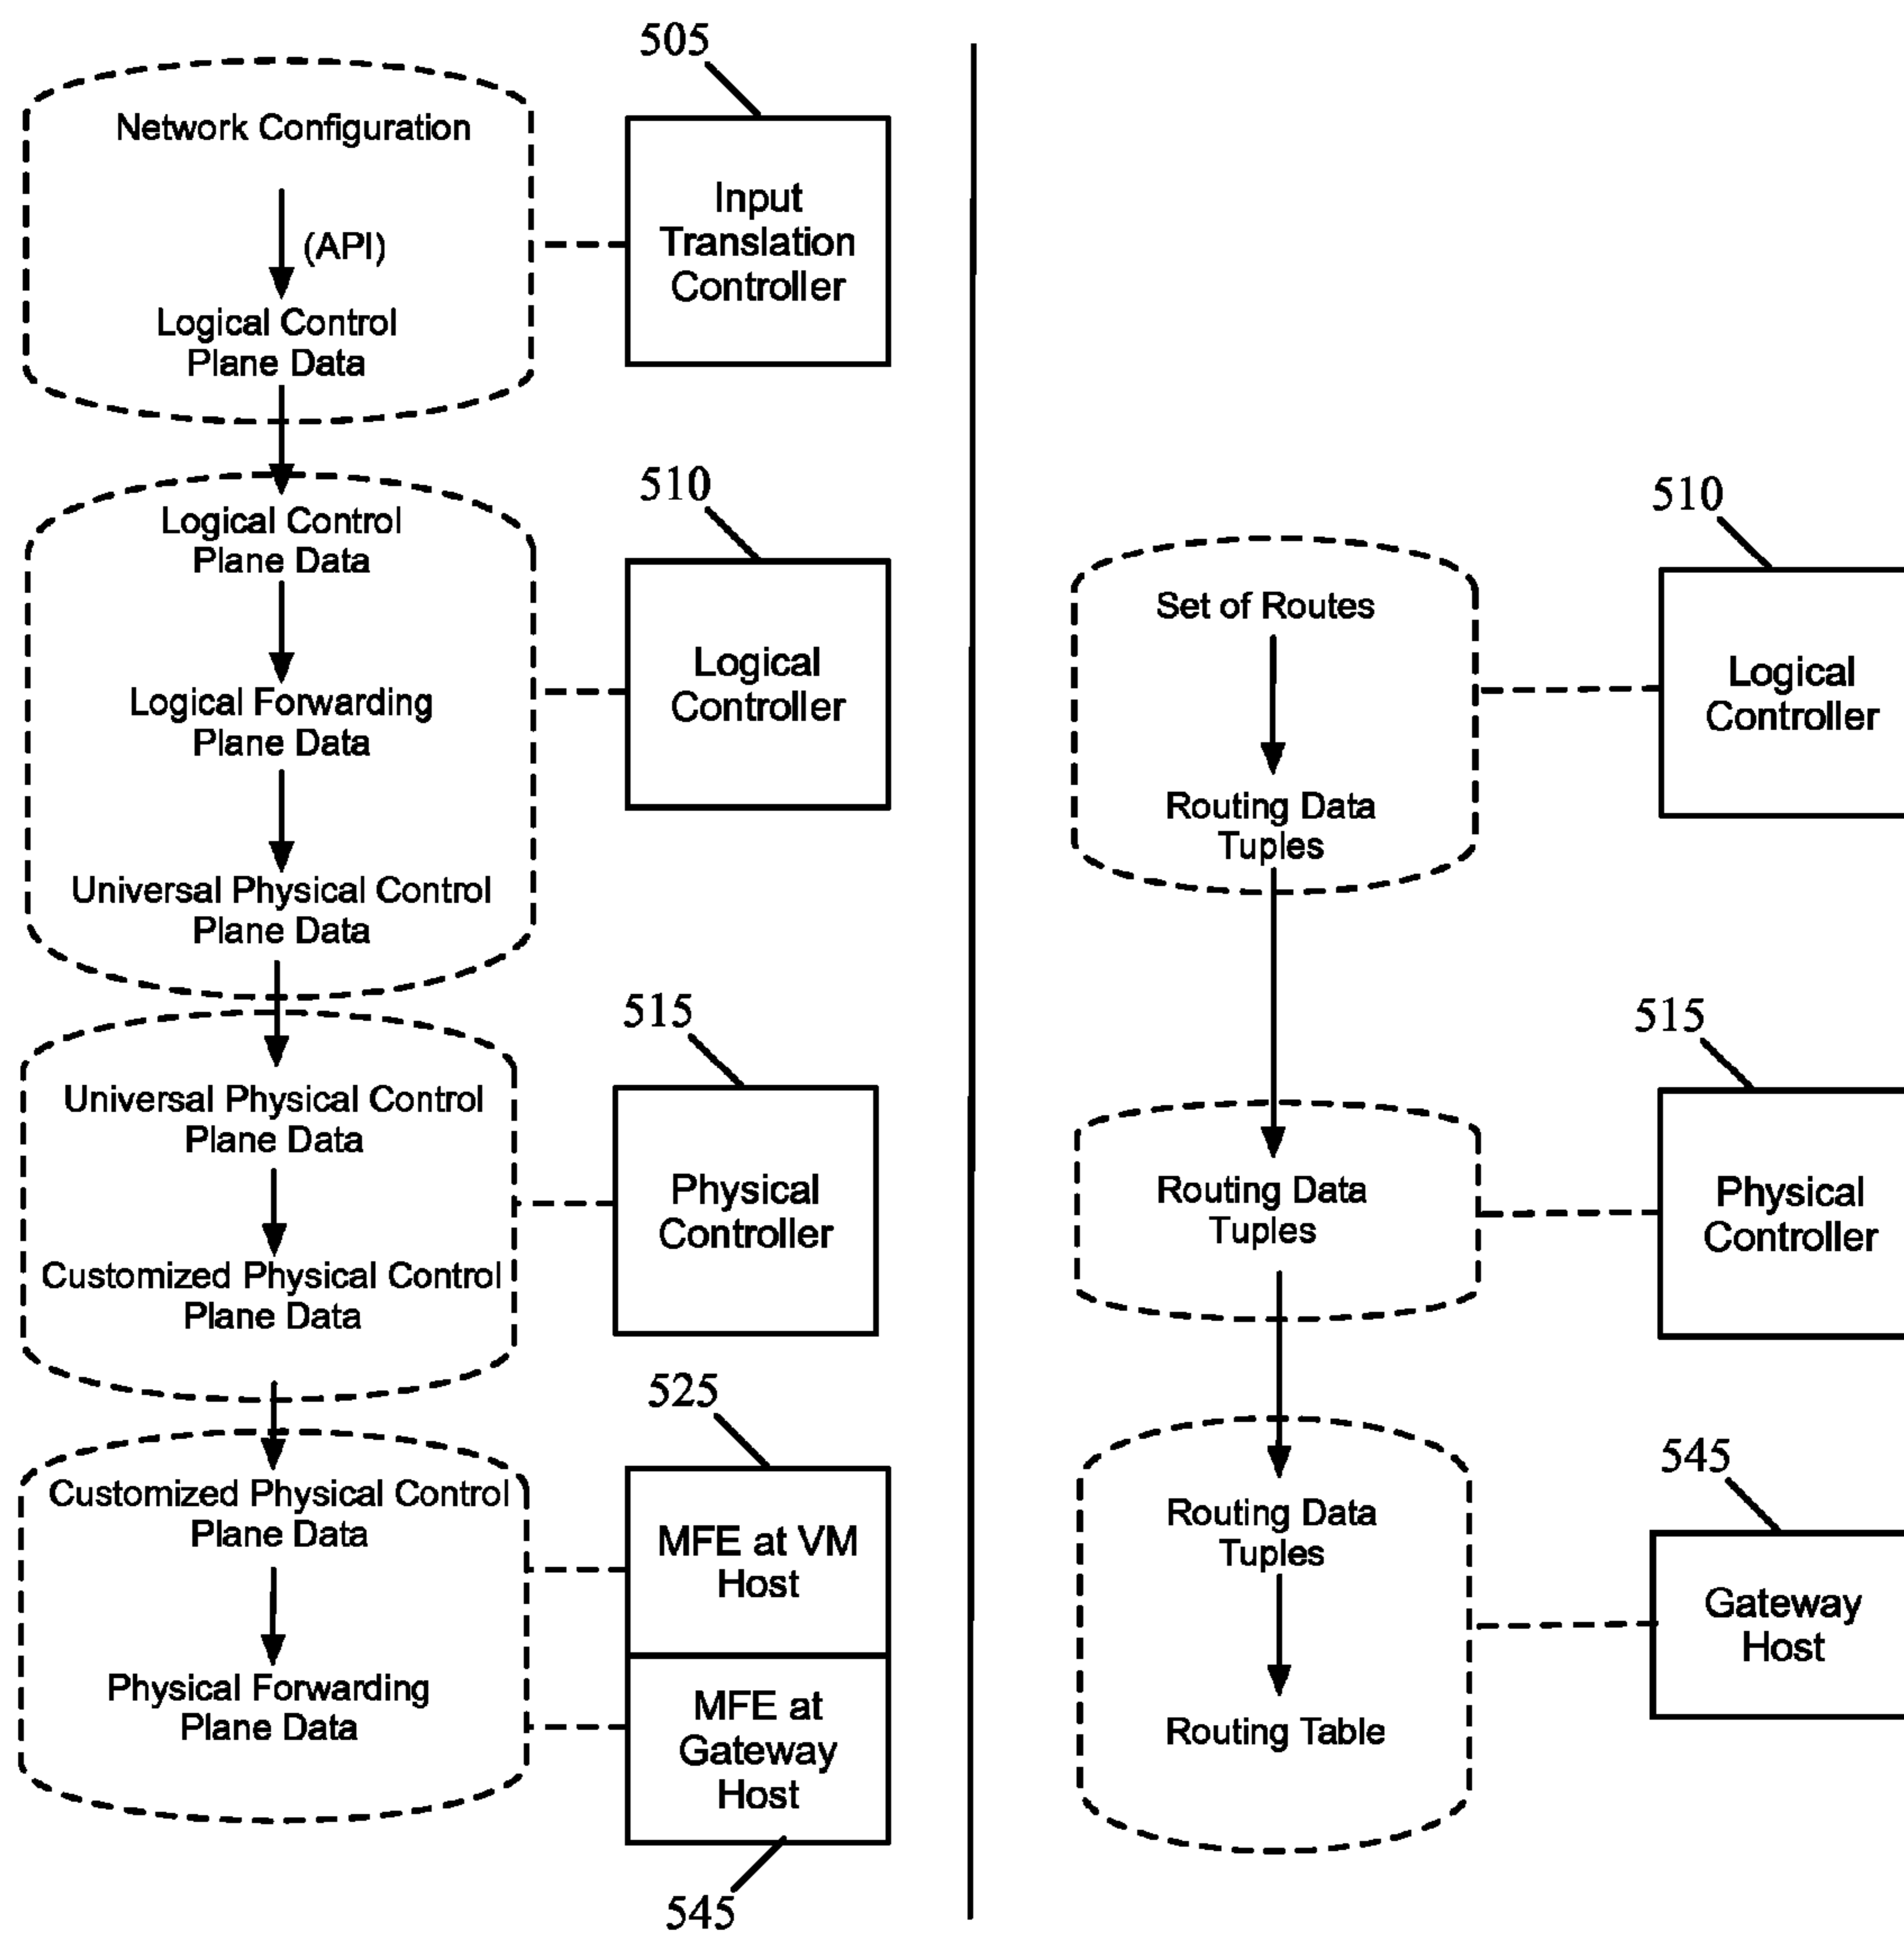 505
Network Configuration
(API)
Logical Control
Plane Data
Input
Translation
Controller
510
Logical Control
Plane Data
Logical Forwarding
Plane Data
Universal Physical Control
Plane Data
Logical
Controller
515
Universal Physical Control
Plane Data
Customized Physical Control
Plane Data
Physical
Controller
525
Customized Physical Control
Plane Data
Physical Forwarding
Plane Data
MFE at VM
Host
MFE at
Gateway
Host
545
510
Set of Routes
Routing Data
Tuples
Logical
Controller
515
Routing Data
Tuples
Physical
Controller
545
Routing Data
Tuples
Routing Table
Gateway
Host